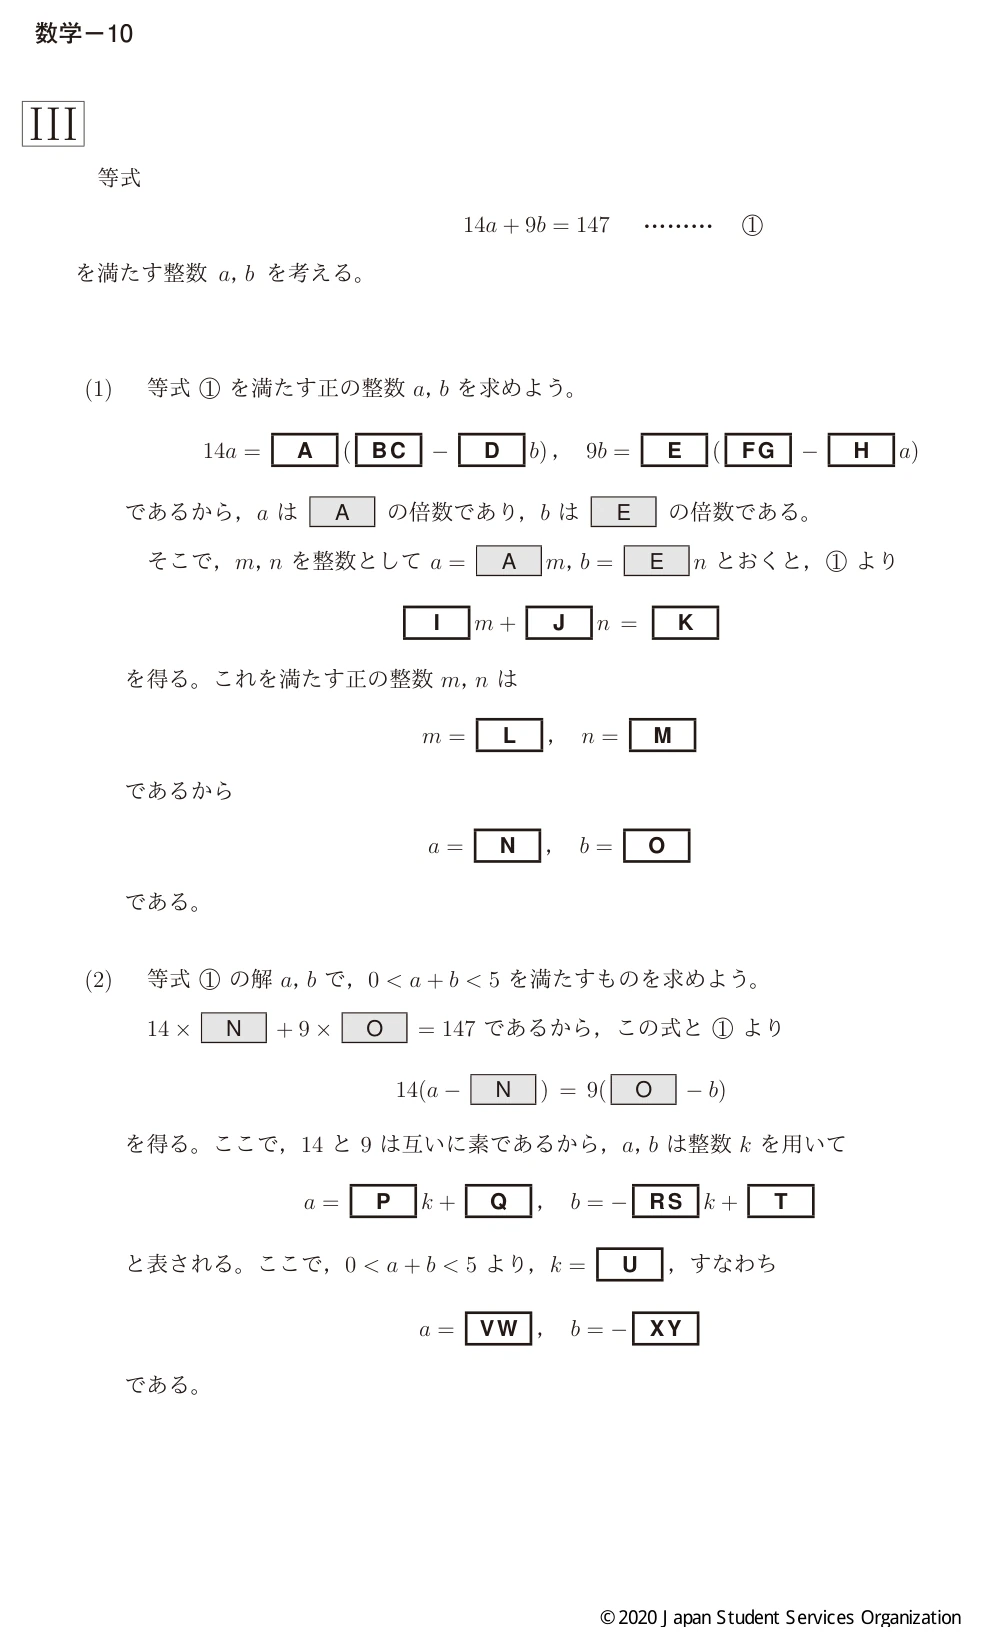 数学－10
III
等式
14a + 9b = 147 ……… ①
を満たす整数 a, b を考える。
(1) 等式 ① を満たす正の整数 a, b を求めよう。
14a = A ( BC − D b) , 9b = E ( FG − H a)
であるから，a は A の倍数であり，b は E の倍数である。
そこで，m, n を整数として a = A m, b = E n とおくと，① より
I m + J n = K
を得る。これを満たす正の整数 m, n は
m = L , n = M
であるから
a = N , b = O
である。
(2) 等式 ① の解 a, b で，0 < a + b < 5 を満たすものを求めよう。
14 × N + 9 × O = 147 であるから，この式と ① より
14(a − N ) = 9( O − b)
を得る。ここで，14 と 9 は互いに素であるから，a, b は整数 k を用いて
a = P k + Q , b = − RS k + T
と表される。ここで，0 < a + b < 5 より，k = U ，すなわち
a = VW , b = − XY
である。
© 2020 Japan Student Services Organization